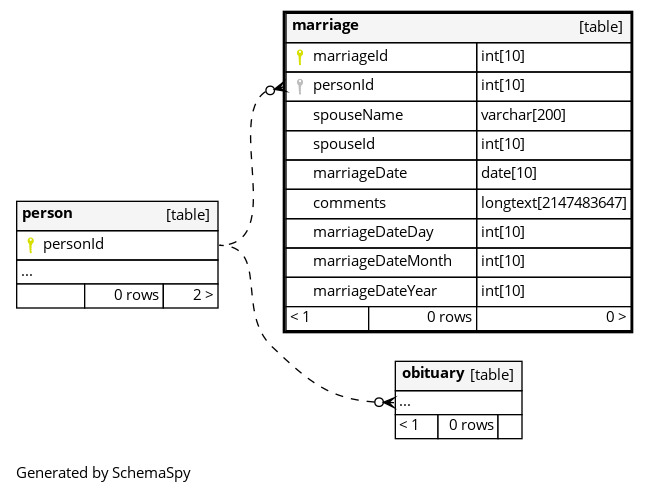 marriage [table]
marriageId int[10]
personId int[10]
spouseName varchar[200]
spouseId int[10]
marriageDate date[10]
comments longtext[2147483647]
marriageDateDay int[10]
marriageDateMonth int[10]
marriageDateYear int[10]
< 1 0 rows 0 >
person [table]
personId
...
0 rows 2 >
obituary [table]
...
< 1 0 rows
Generated by SchemaSpy